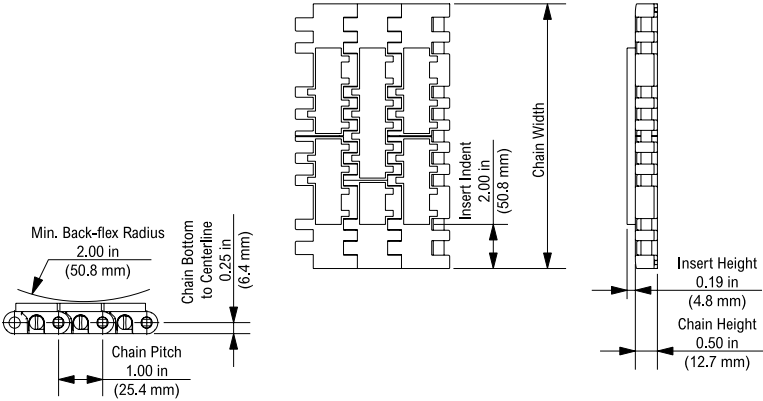 Min. Back-flex Radius
2.00 in
(50.8 mm)
Chain Bottom
to Centerline
0.25 in
(6.4 mm)
Chain Pitch
1.00 in
(25.4 mm)
Insert Indent
2.00 in
(50.8 mm)
Chain Width
Insert Height
0.19 in
(4.8 mm)
Chain Height
0.50 in
(12.7 mm)